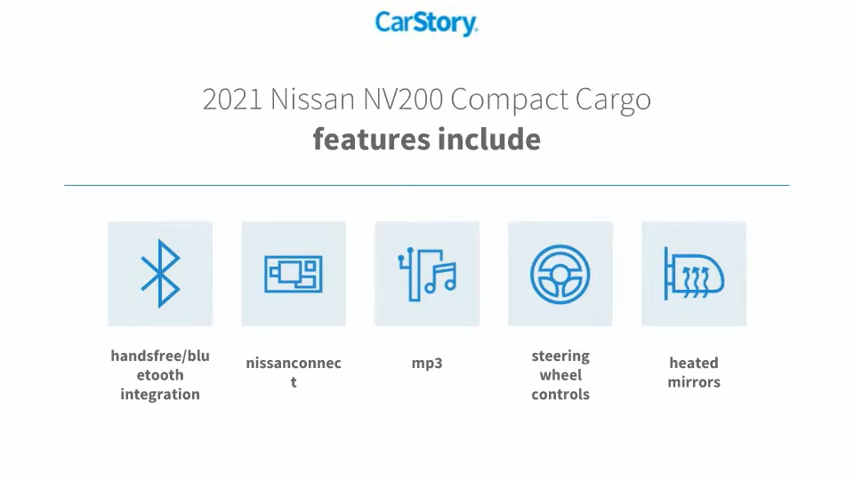 CarStory.
2021 Nissan NV200 Compact Cargo
features include
handsfree/blu
etooth
integration
nissanconnec
t
mp3
steering
wheel
controls
heated
mirrors